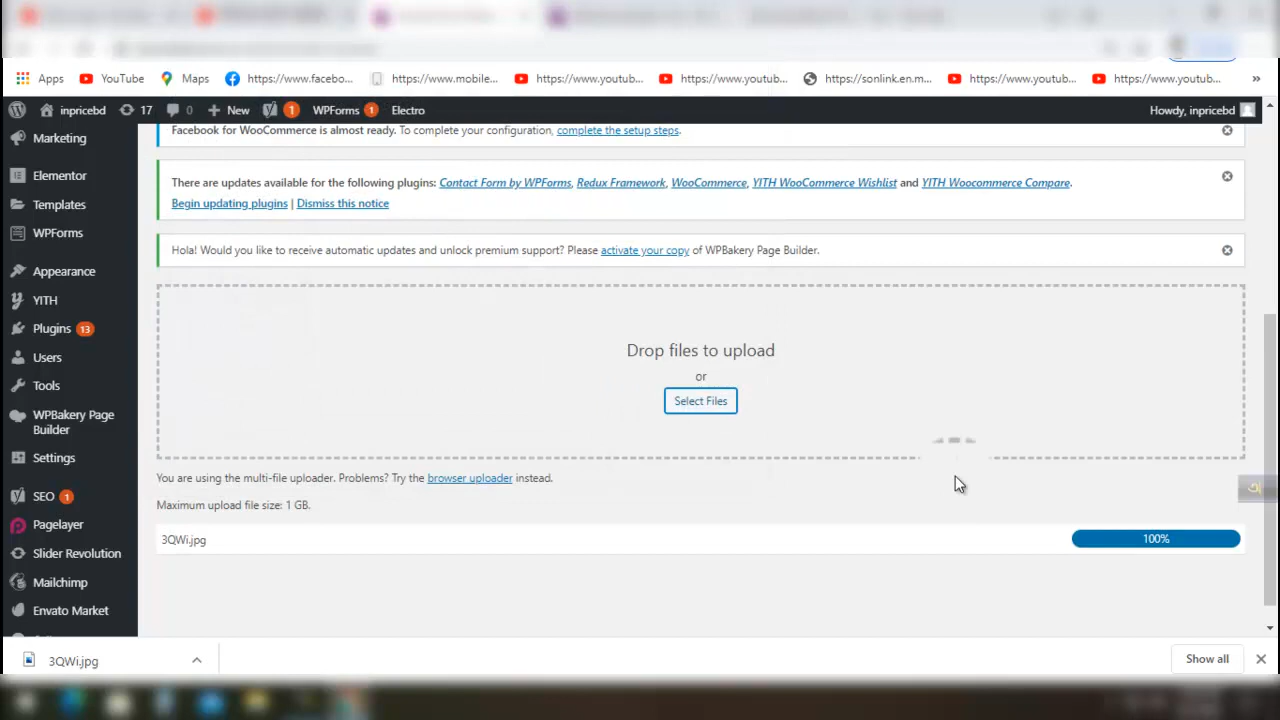 Apps YouTube Maps https://www.facebo... https://www.mobile... https://www.youtub... https://www.youtub... https://sonlink.en.m... https://www.youtub... https://www.youtub... »
inpricebd 17 0 New 1 WPForms 1 Electro Howdy, inpricebd
Marketing
Elementor
Templates
WPForms
Appearance
YITH
Plugins 13
Users
Tools
WPBakery Page
Builder
Settings
SEO 1
Pagelayer
Slider Revolution
Mailchimp
Envato Market
Facebook for WooCommerce is almost ready. To complete your configuration, complete the setup steps.
There are updates available for the following plugins: Contact Form by WPForms, Redux Framework, WooCommerce, YITH WooCommerce Wishlist and YITH Woocommerce Compare.
Begin updating plugins | Dismiss this notice
Hola! Would you like to receive automatic updates and unlock premium support? Please activate your copy of WPBakery Page Builder.
Drop files to upload
or
Select Files
You are using the multi-file uploader. Problems? Try the browser uploader instead.
Maximum upload file size: 1 GB.
3QWi.jpg 100%
3QWi.jpg Show all